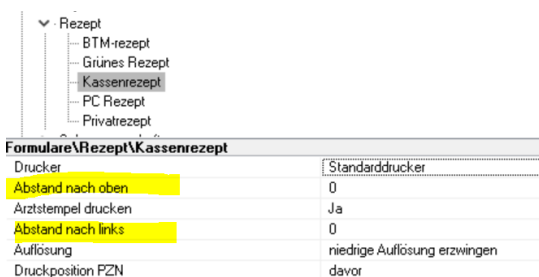 Rezept
BTM-rezept
Grünes Rezept
Kassenrezept
PC Rezept
Privatrezept
Formulare\Rezept\Kassenrezept
Drucker Standarddrucker
Abstand nach oben 0
Arztstempel drucken Ja
Abstand nach links 0
Auflösung niedrige Auflösung erzwingen
Druckposition PZN davor